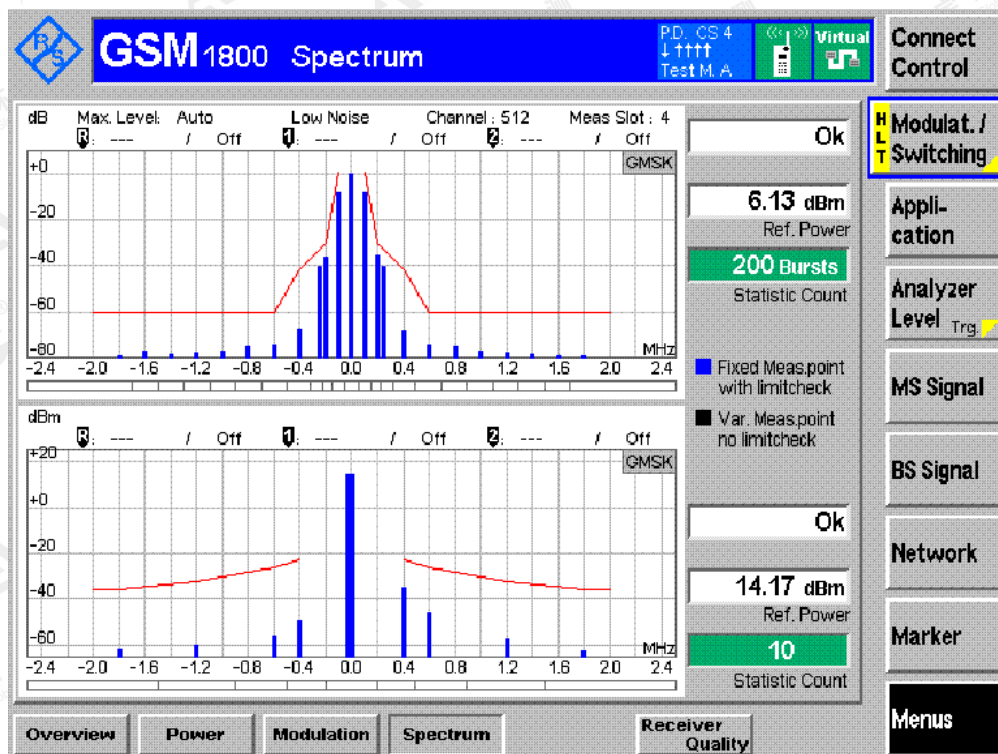 R S
GSM 1800 Spectrum
P.D. CS 4
↓ ↑↑↑↑
Test M. A
Virtual
Connect
Control
dB Max. Level: Auto Low Noise Channel : 512 Meas Slot : 4
R: --- / Off 1: --- / Off 2: --- / Off
GMSK
+0
-20
-40
-60
-80
MHz
-2.4 -2.0 -1.6 -1.2 -0.8 -0.4 0.0 0.4 0.8 1.2 1.6 2.0 2.4
Ok
6.13 dBm
Ref. Power
200 Bursts
Statistic Count
Fixed Meas.point
with limitcheck
Var. Meas.point
no limitcheck
dBm
R: --- / Off 1: --- / Off 2: --- / Off
GMSK
+20
+0
-20
-40
-60
MHz
-2.4 -2.0 -1.6 -1.2 -0.8 -0.4 0.0 0.4 0.8 1.2 1.6 2.0 2.4
Ok
14.17 dBm
Ref. Power
10
Statistic Count
HLT
Modulat. /
Switching
Appli-
cation
Analyzer
Level Trg.
MS Signal
BS Signal
Network
Marker
Menus
Overview
Power
Modulation
Spectrum
Receiver
Quality